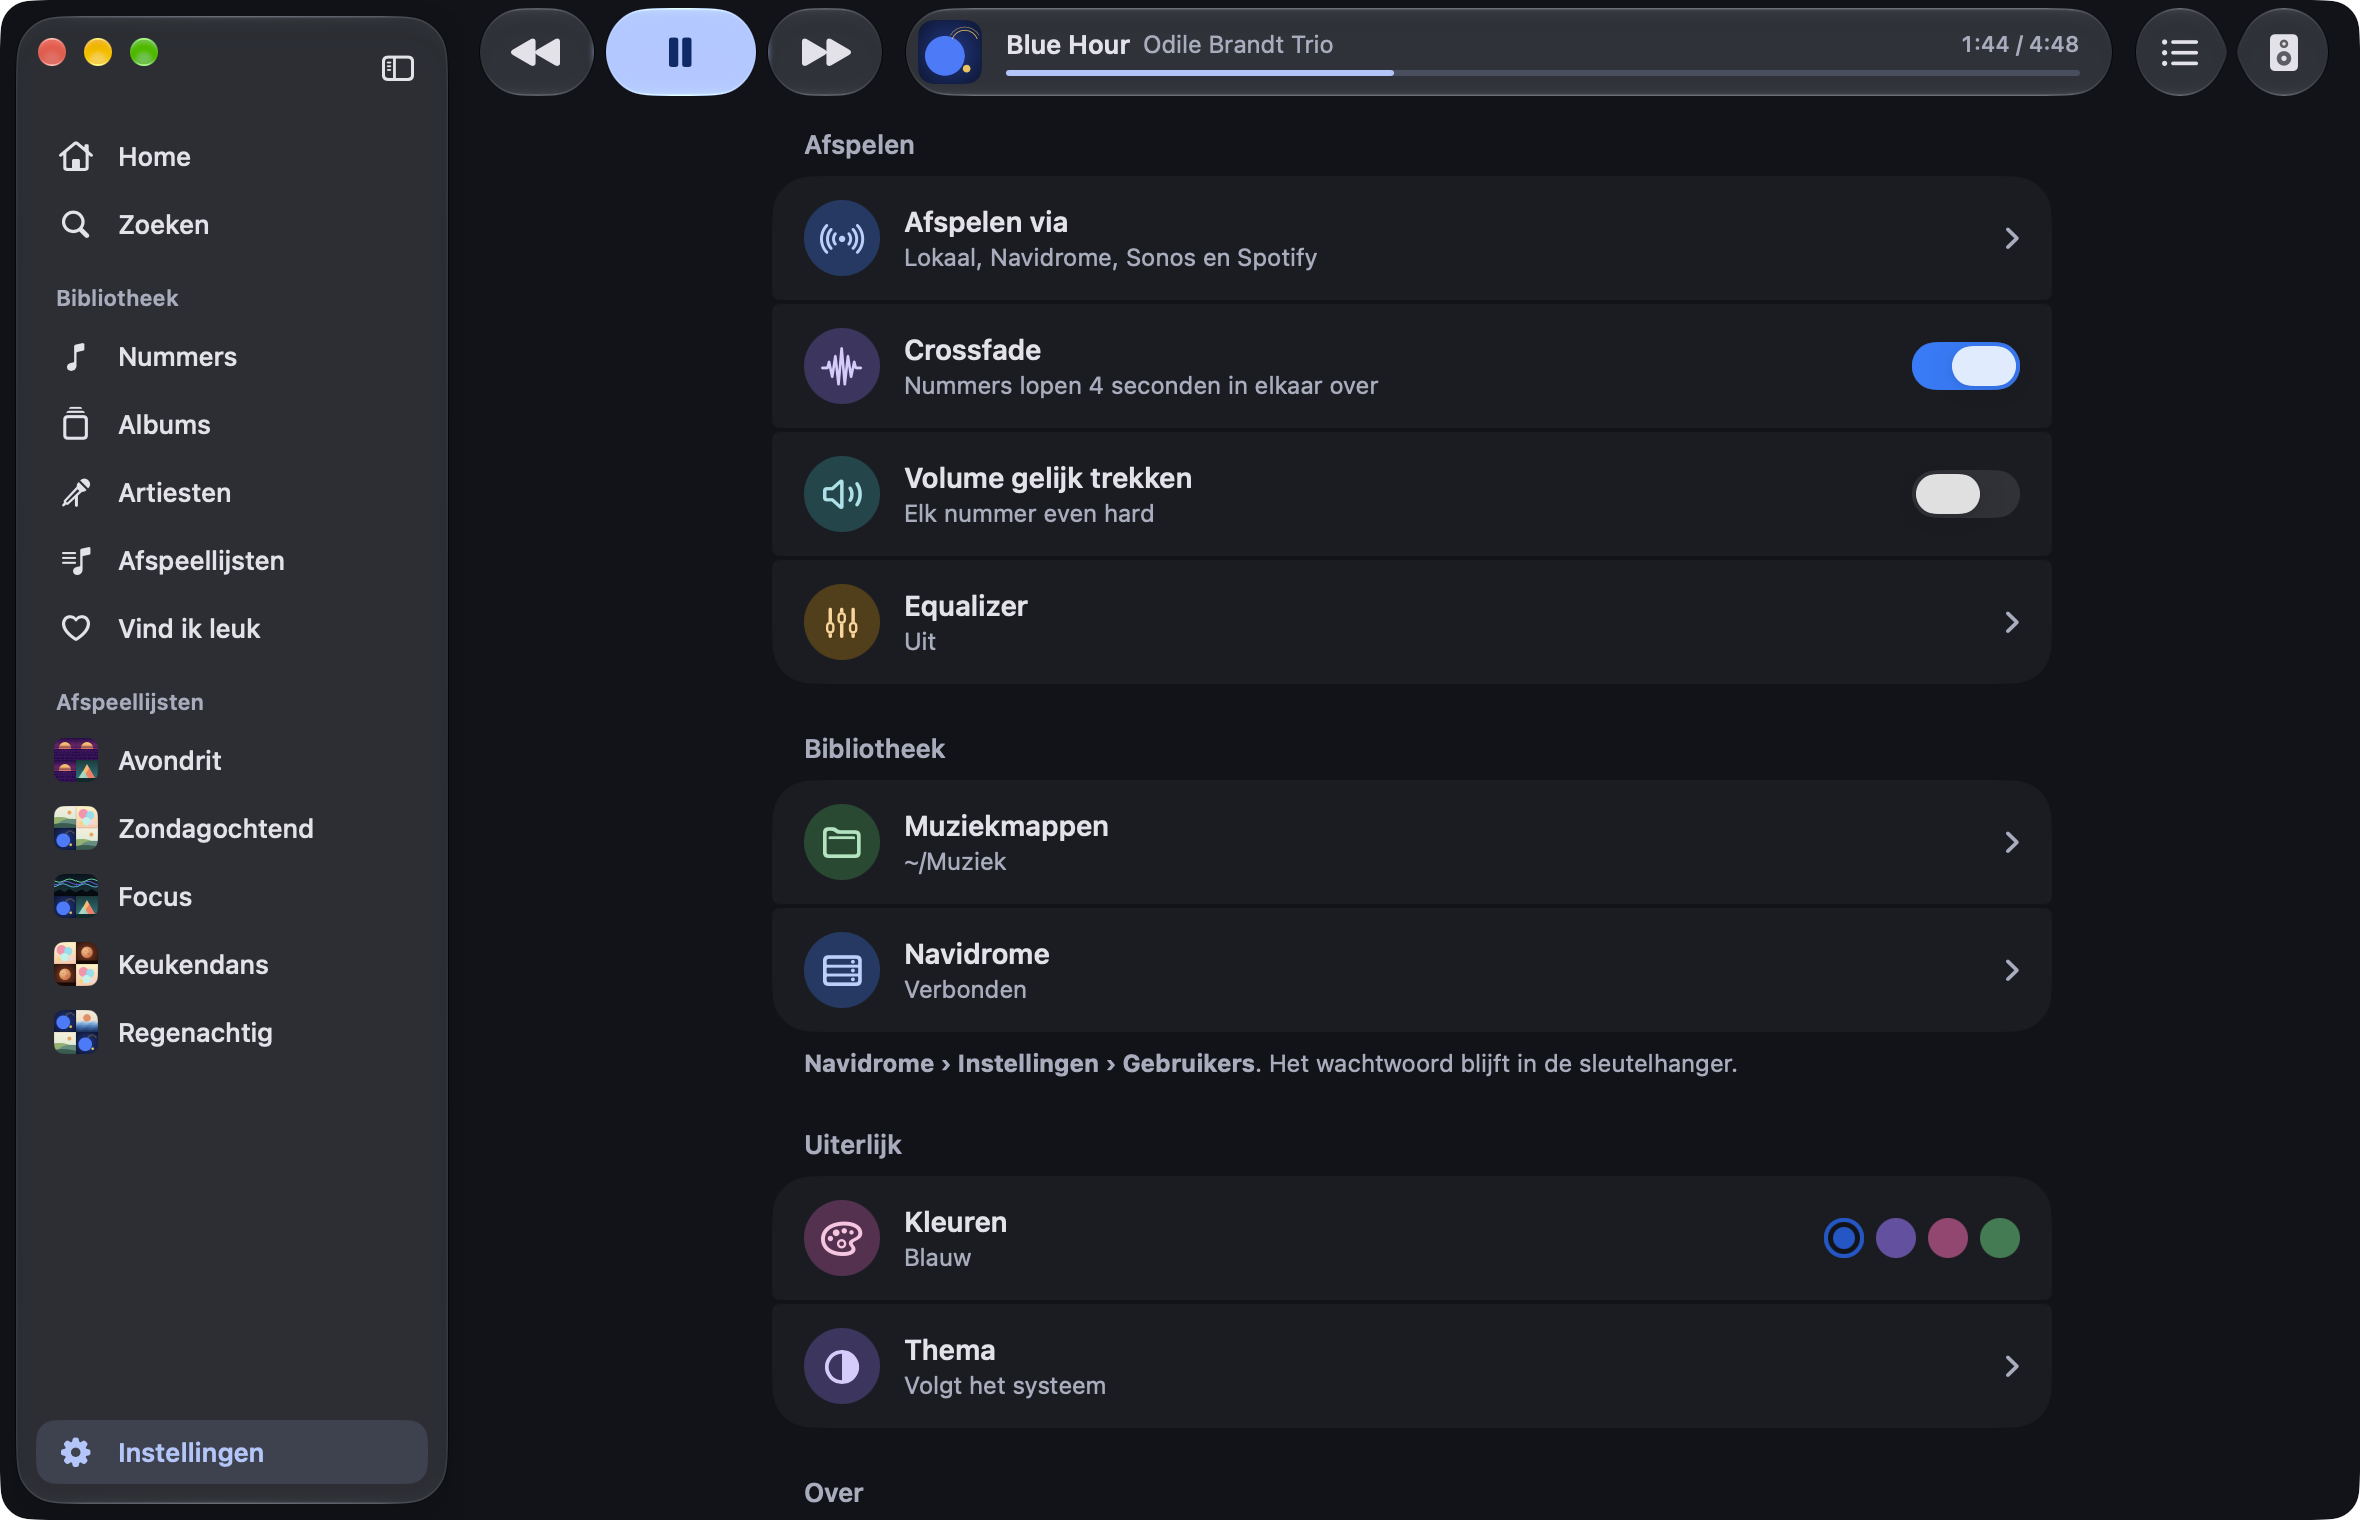 Blue Hour Odile Brandt Trio 1:44 / 4:48
Home
Zoeken
Bibliotheek
Nummers
Albums
Artiesten
Afspeellijsten
Vind ik leuk
Afspeellijsten
Avondrit
Zondagochtend
Focus
Keukendans
Regenachtig
Instellingen
Afspelen
Afspelen via
Lokaal, Navidrome, Sonos en Spotify
Crossfade
Nummers lopen 4 seconden in elkaar over
Volume gelijk trekken
Elk nummer even hard
Equalizer
Uit
Bibliotheek
Muziekmappen
~/Muziek
Navidrome
Verbonden
Navidrome › Instellingen › Gebruikers. Het wachtwoord blijft in de sleutelhanger.
Uiterlijk
Kleuren
Blauw
Thema
Volgt het systeem
Over